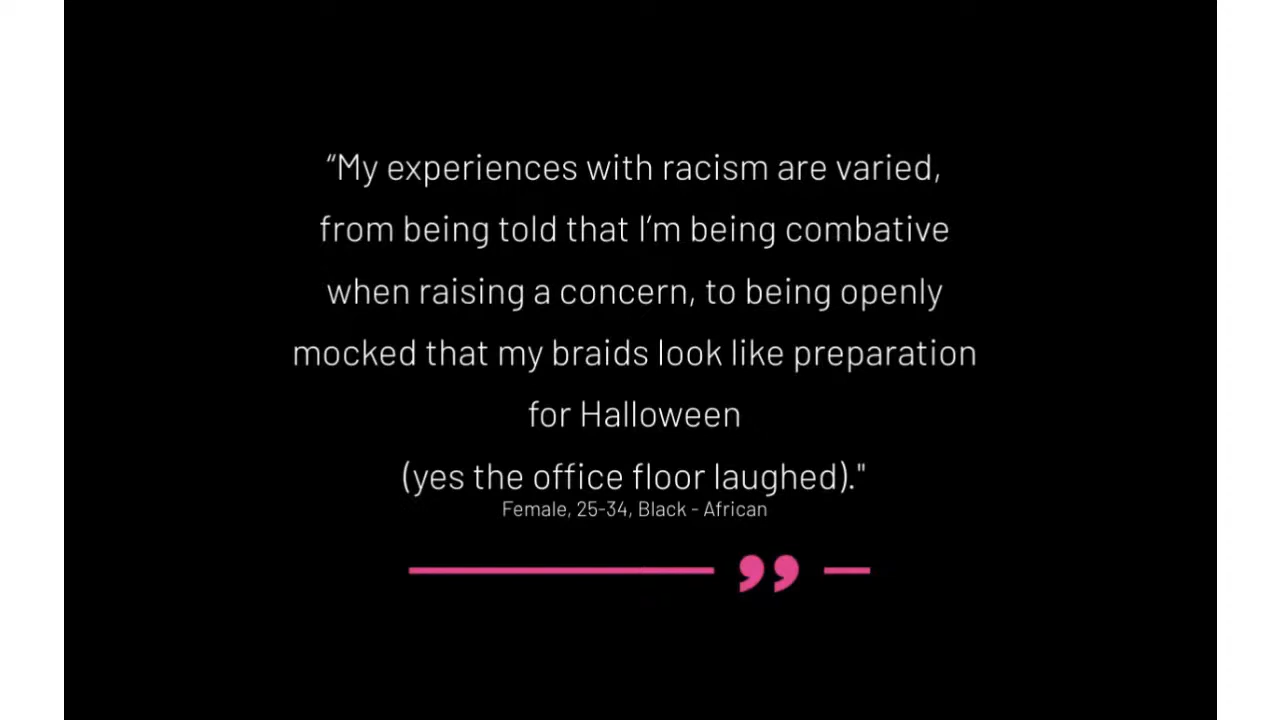 “My experiences with racism are varied,
from being told that I’m being combative
when raising a concern, to being openly
mocked that my braids look like preparation
for Halloween
(yes the office floor laughed)."
Female, 25-34, Black - African